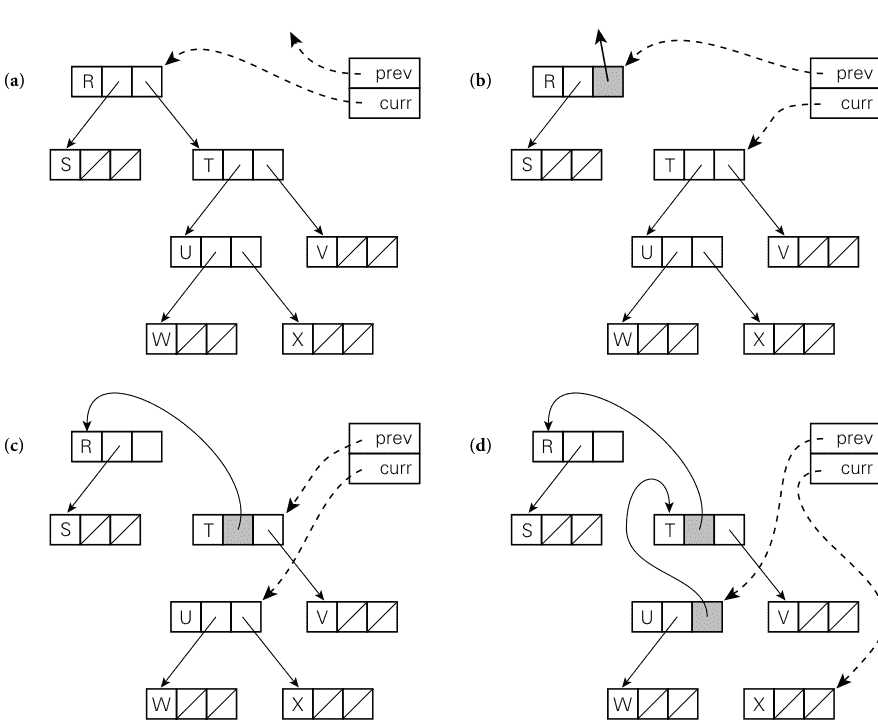 (a) R prev
curr
S T
U V
W X
(b) R prev
curr
S T
U V
W X
(c) R prev
curr
S T
U V
W X
(d) R prev
curr
S T
U V
W X